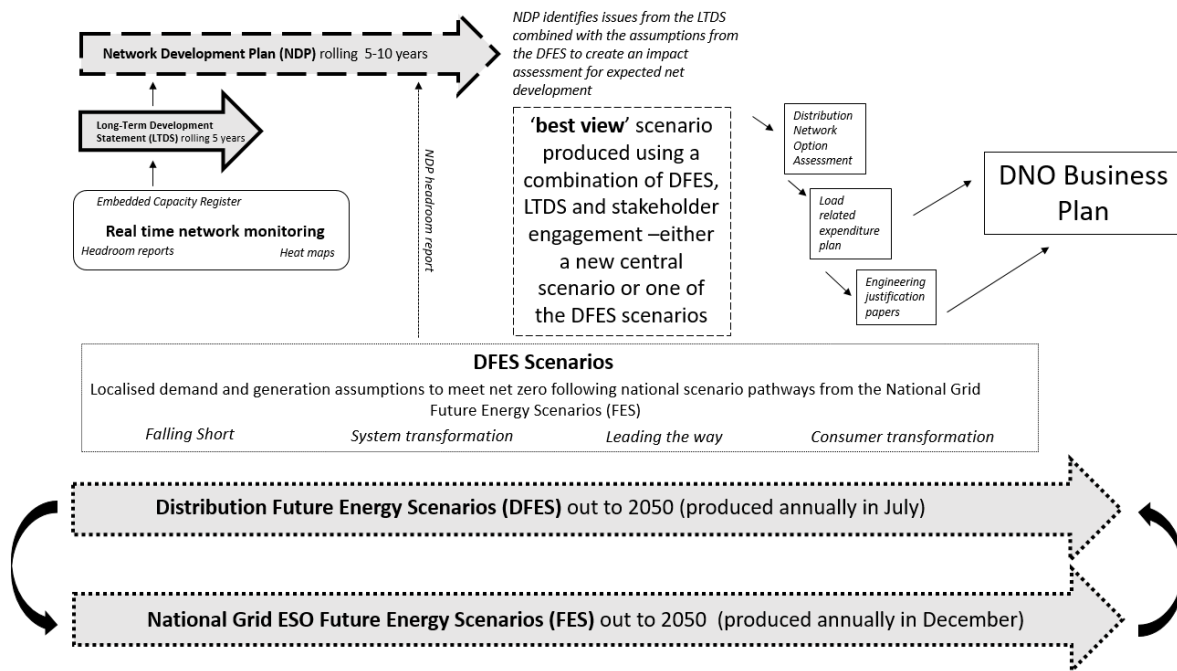 Network Development Plan (NDP) rolling 5-10 years
NDP identifies issues from the LTDS
combined with the assumptions from
the DFES to create an impact
assessment for expected net
development
Long-Term Development
Statement (LTDS) rolling 5 years
Embedded Capacity Register
Real time network monitoring
Headroom reports
Heat maps
NDP headroom report
‘best view’ scenario
produced using a
combination of DFES,
LTDS and stakeholder
engagement –either
a new central
scenario or one of
the DFES scenarios
Distribution
Network
Option
Assessment
Load
related
expenditure
plan
Engineering
justification
papers
DNO Business
Plan
DFES Scenarios
Localised demand and generation assumptions to meet net zero following national scenario pathways from the National Grid
Future Energy Scenarios (FES)
Falling Short
System transformation
Leading the way
Consumer transformation
Distribution Future Energy Scenarios (DFES) out to 2050 (produced annually in July)
National Grid ESO Future Energy Scenarios (FES) out to 2050 (produced annually in December)